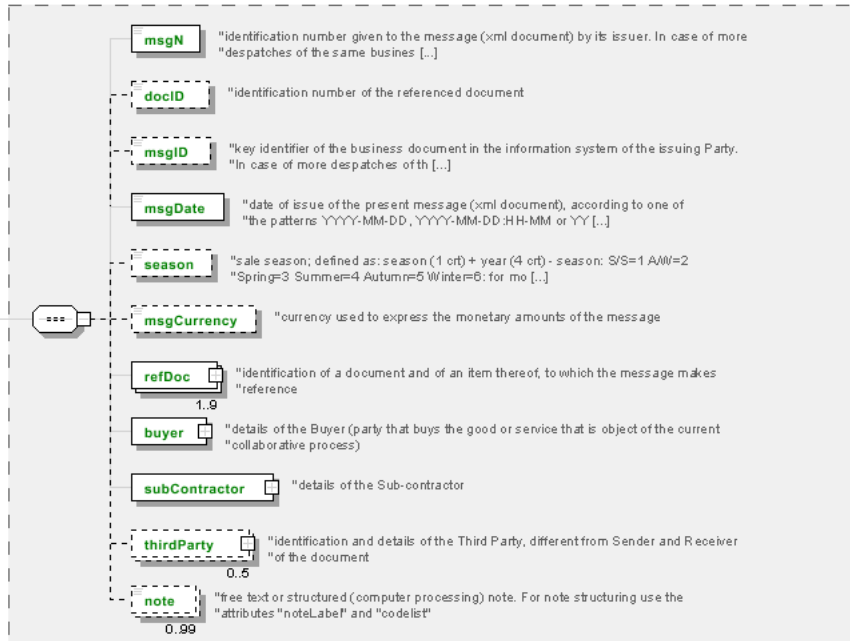 msgN
"identification number given to the message (xml document) by its issuer. In case of more
"despatches of the same busines [...]
docID
"identification number of the referenced document
msgID
"key identifier of the business document in the information system of the issuing Party.
"In case of more despatches of th [...]
msgDate
"date of issue of the present message (xml document), according to one of
"the patterns YYYY-MM-DD, YYYY-MM-DD:HH-MM or YY [...]
season
"sale season; defined as: season (1 crt) + year (4 crt) - season: S/S=1 A/W=2
"Spring=3 Summer=4 Autumn=5 Winter=6: for mo [...]
msgCurrency
"currency used to express the monetary amounts of the message
refDoc
"identification of a document and of an item thereof, to which the message makes
"reference
1..9
buyer
"details of the Buyer (party that buys the good or service that is object of the current
"collaborative process)
subContractor
"details of the Sub-contractor
thirdParty
"identification and details of the Third Party, different from Sender and Receiver
"of the document
0..5
note
"free text or structured (computer processing) note. For note structuring use the
"attributes "noteLabel" and "codelist"
0..99